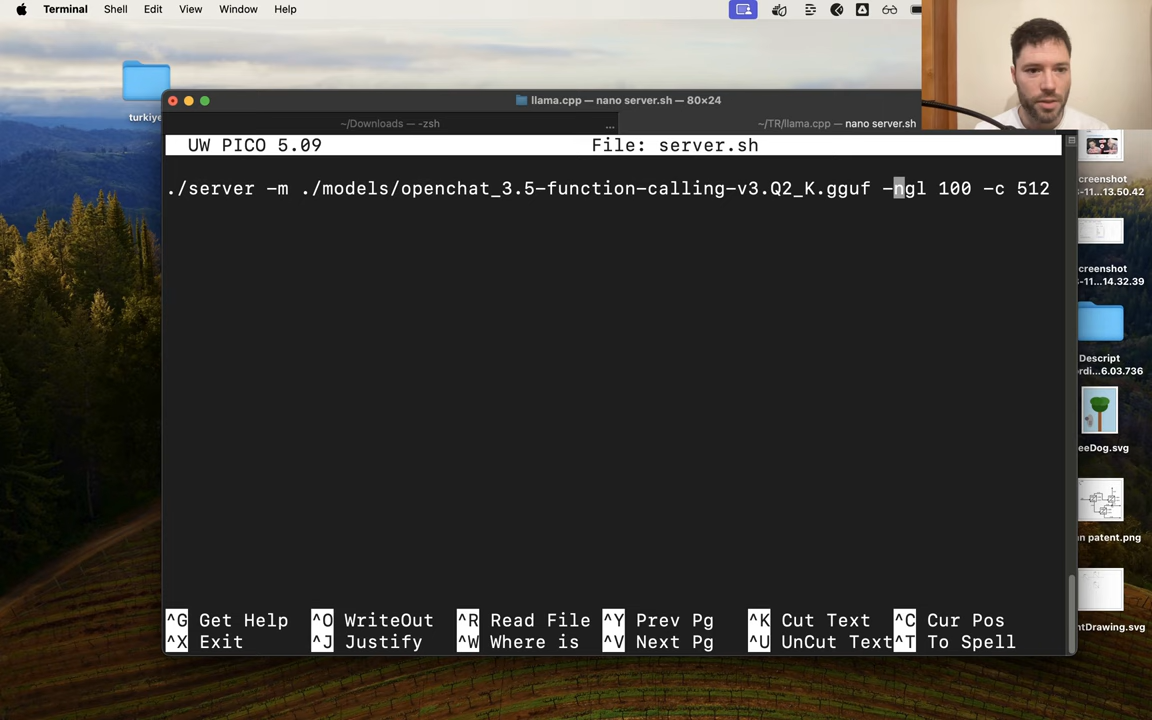 Terminal Shell Edit View Window Help
turkiye
llama.cpp — nano server.sh — 80×24
~/Downloads — -zsh ... ~/TR/llama.cpp — nano server.sh
UW PICO 5.09 File: server.sh
./server -m ./models/openchat_3.5-function-calling-v3.Q2_K.gguf -ngl 100 -c 512
^G Get Help ^O WriteOut ^R Read File ^Y Prev Pg ^K Cut Text ^C Cur Pos
^X Exit ^J Justify ^W Where is ^V Next Pg ^U UnCut Text ^T To Spell
creenshot
-11...13.50.42
creenshot
-11...14.32.39
Descript
ordi...6.03.736
eeDog.svg
n patent.png
ntDrawing.svg